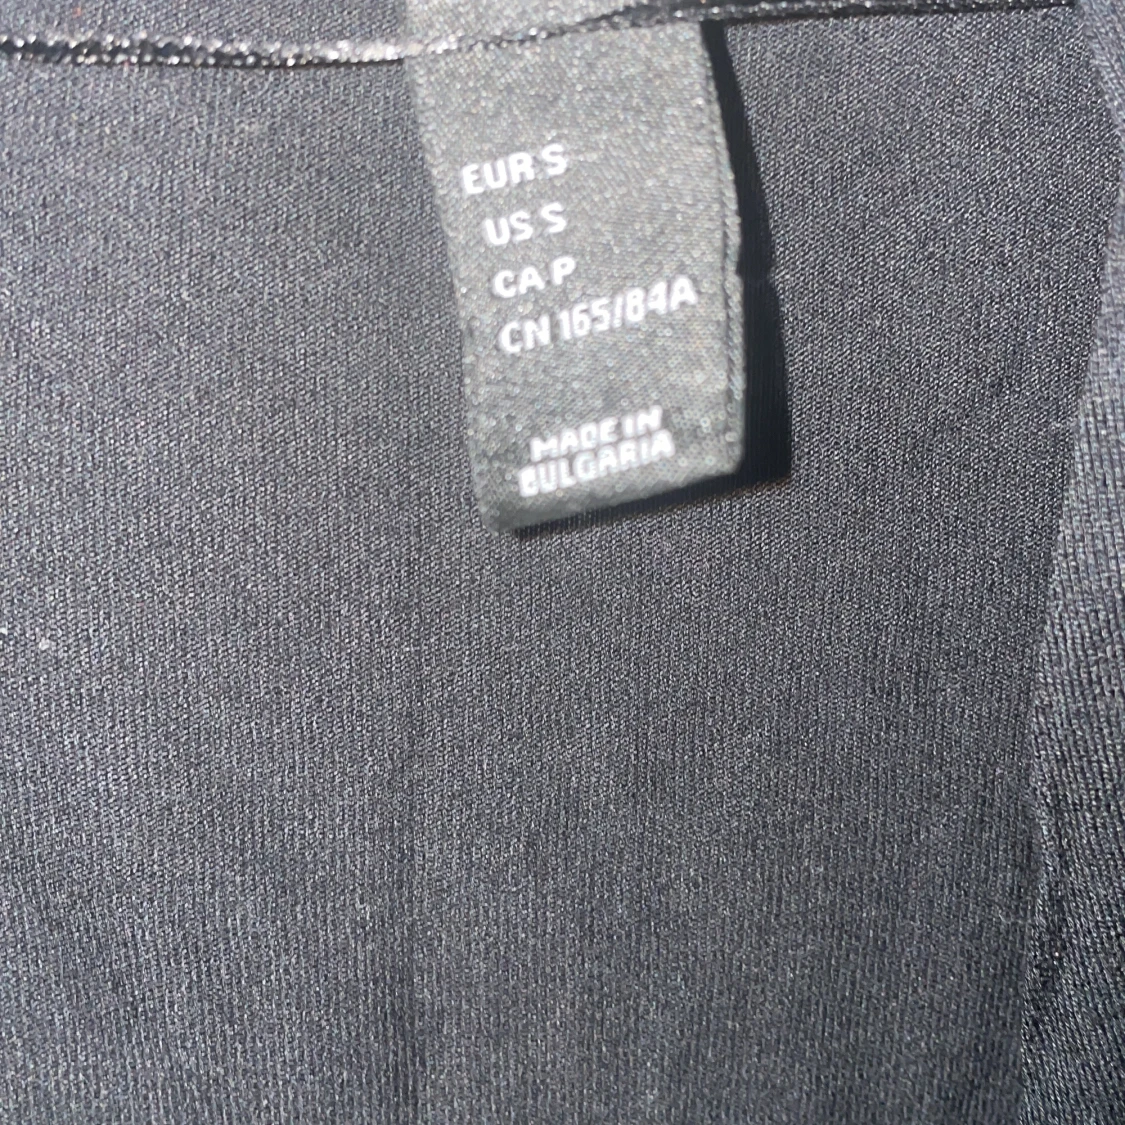 EUR S
US S
CA P
CN 165/84A
MADE IN
BULGARIA